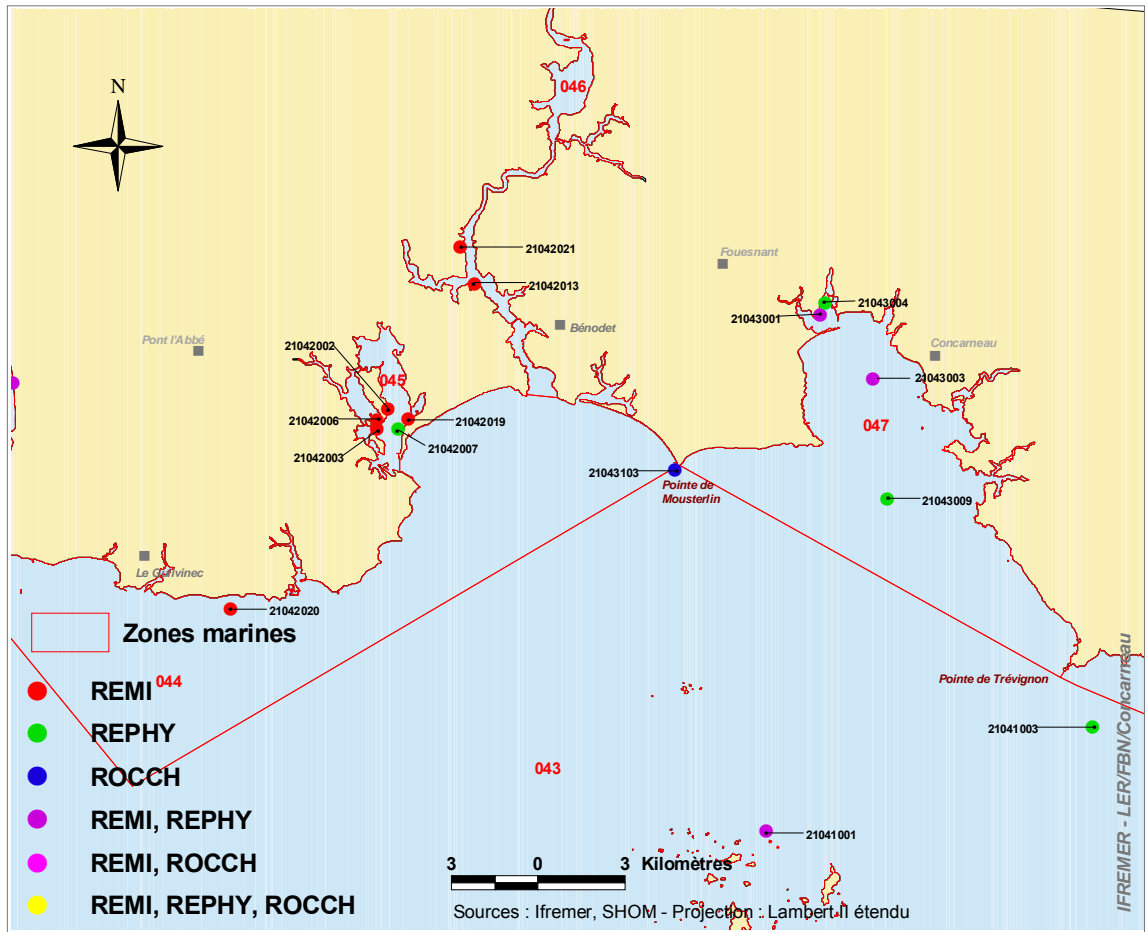 046
N
21042021
Fouesnant
21042013
21043004
21043001
Bénodet
Pont l'Abbé
21042002
Concarneau
045
21043003
21042006
21042019
047
21042003
21042007
21043103
Pointe de
Mousterlin
21043009
Le Guilvinec
21042020
Zones marines
044
REMI
Pointe de Trévignon
REPHY
21041003
ROCCH
043
REMI, REPHY
21041001
REMI, ROCCH
3 0 3 Kilomètres
REMI, REPHY, ROCCH
Sources : Ifremer, SHOM - Projection : Lambert II étendu
IFREMER - LER/FBN/Concarneau